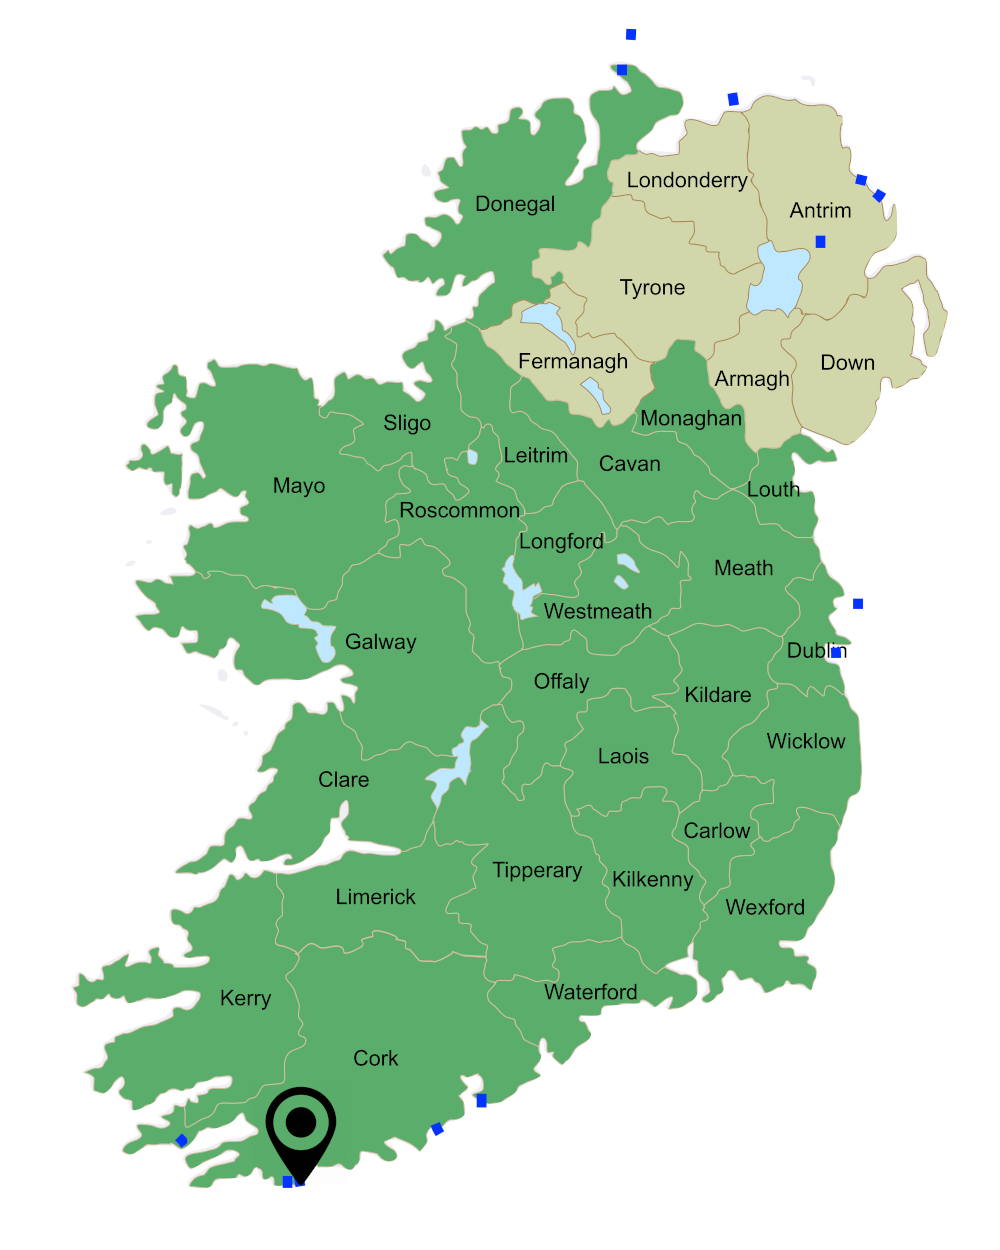 Londonderry
Donegal
Antrim
Tyrone
Fermanagh
Down
Armagh
Monaghan
Sligo
Leitrim
Cavan
Mayo
Louth
Roscommon
Longford
Meath
Westmeath
Galway
Dublin
Offaly
Kildare
Wicklow
Laois
Clare
Carlow
Tipperary
Kilkenny
Limerick
Wexford
Waterford
Kerry
Cork